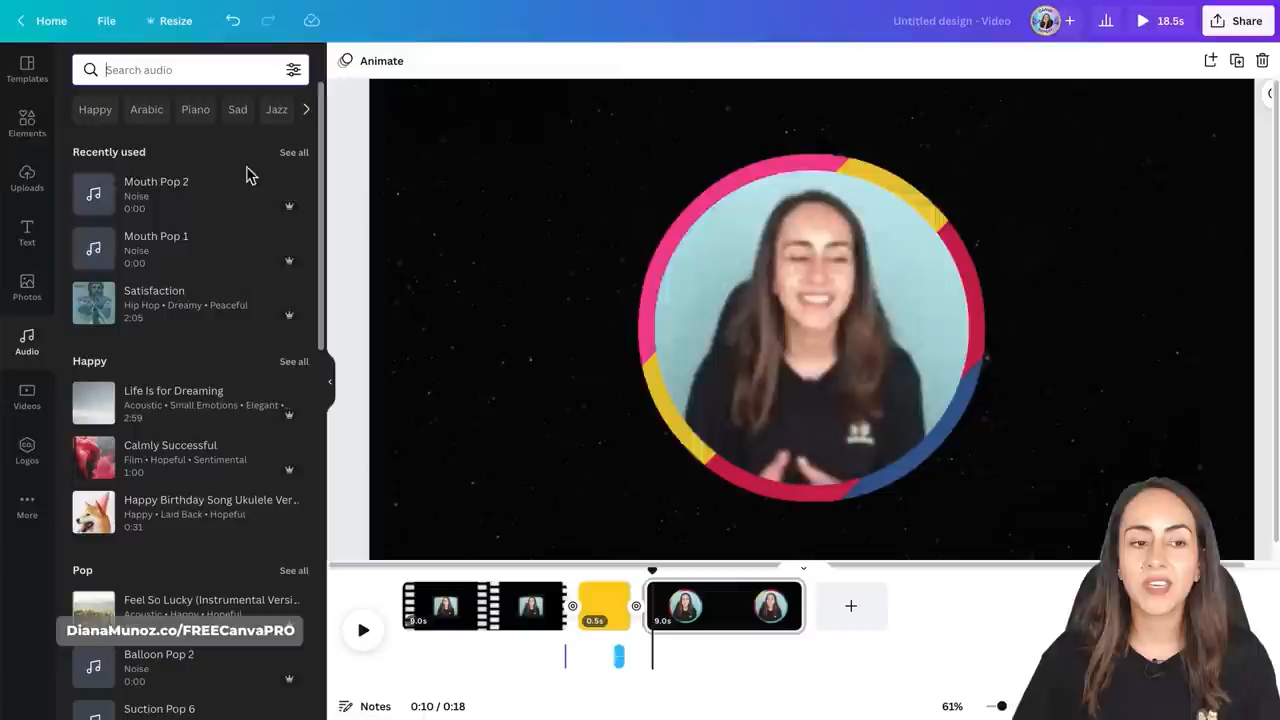 Home
File
Resize
Untitled design - Video
18.5s
Share
Templates
Elements
Uploads
Text
Photos
Audio
Videos
Logos
More
Search audio
Happy
Arabic
Piano
Sad
Jazz
Recently used
See all
Mouth Pop 2
Noise
0:00
Mouth Pop 1
Noise
0:00
Satisfaction
Hip Hop • Dreamy • Peaceful
2:05
Happy
See all
Life Is for Dreaming
Acoustic • Small Emotions • Elegant •..
2:59
Calmly Successful
Film • Hopeful • Sentimental
1:00
Happy Birthday Song Ukulele Ver..
Happy • Laid Back • Hopeful
0:31
Pop
See all
Feel So Lucky (Instrumental Versi..
Acoustic • Happy • Hopeful
DianaMunoz.co/FREECanvaPRO
Balloon Pop 2
Noise
0:00
Suction Pop 6
Animate
9.0s
0.5s
9.0s
Notes
0:10 / 0:18
61%